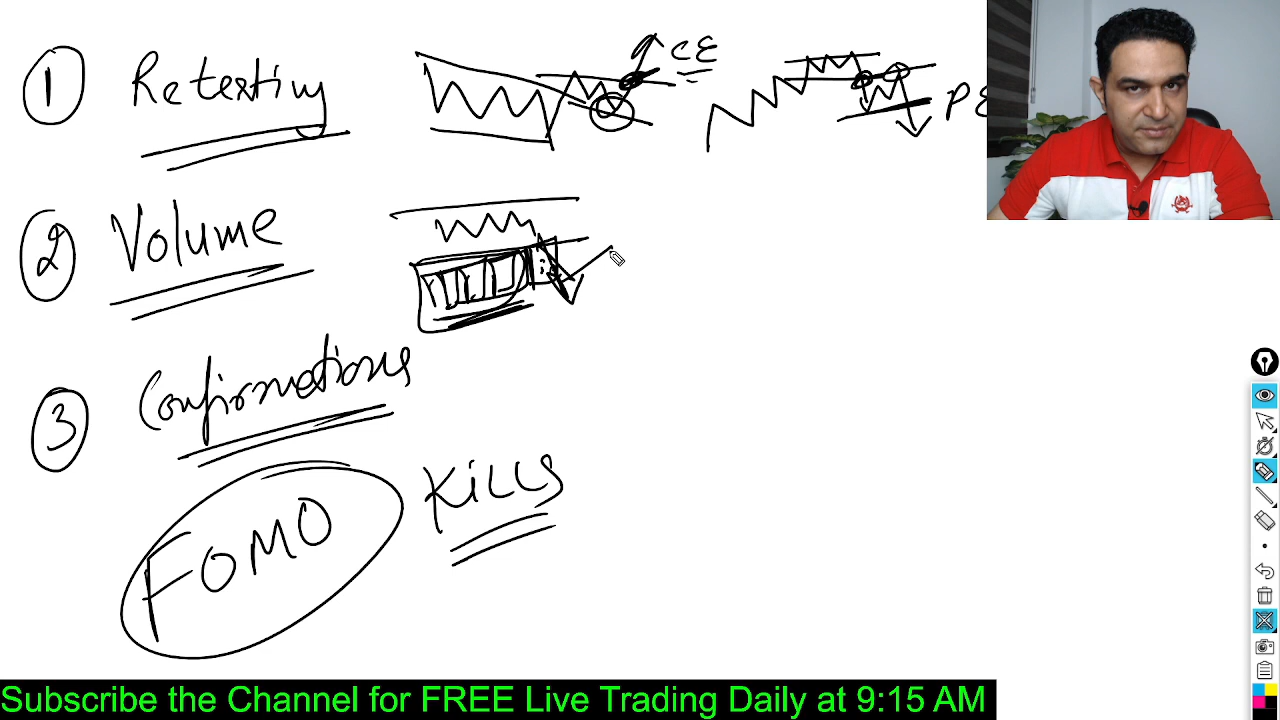 1 Retesting
CE
PE
2 Volume
3 Confirmations
FOMO Kills
Subscribe the Channel for FREE Live Trading Daily at 9:15 AM